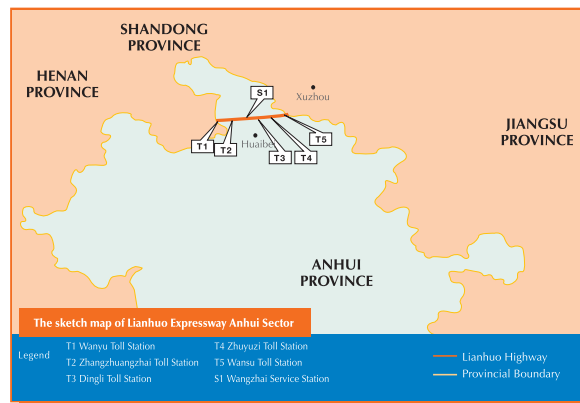 SHANDONG
PROVINCE
HENAN
PROVINCE
S1
Xuzhou
JIANGSU
PROVINCE
T1
T2
Huaibei
T3
T4
T5
ANHUI
PROVINCE
The sketch map of Lianhuo Expressway Anhui Sector
Legend
T1 Wanyu Toll Station
T2 Zhangzhuangzhai Toll Station
T3 Dingli Toll Station
T4 Zhuyuzi Toll Station
T5 Wansu Toll Station
S1 Wangzhai Service Station
Lianhuo Highway
Provincial Boundary